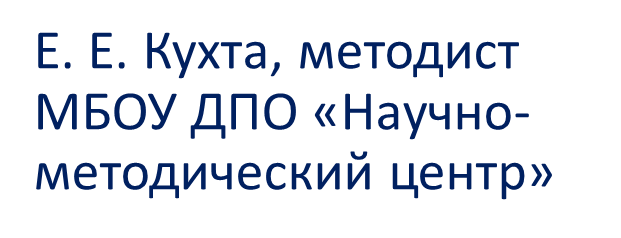 Е. Е. Кухта, методист
МБОУ ДПО «Научно-
методический центр»